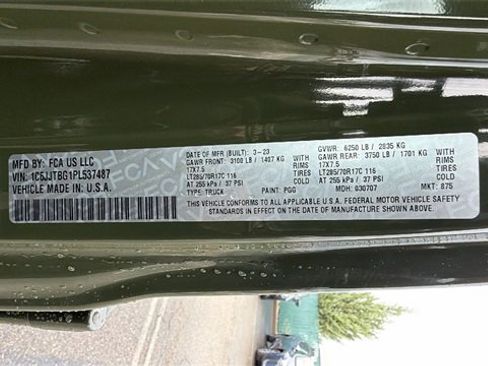 MFD BY: FCA US LLC
VIN: 1C6JJTBG1PL537487
VEHICLE MADE IN: U.S.A.
DATE OF MFR (BUILT): 3-23
GAWR FRONT: 3100 LB / 1407 KG
17X7.5 WITH RIMS
LT285/70R17C 116 TIRES
AT 255 kPa / 37 PSI COLD
TYPE: TRUCK
GVWR: 6250 LB / 2835 KG
GAWR REAR: 3750 LB / 1701 KG WITH
17X7.5 RIMS
LT285/70R17C 116 TIRES
AT 255 kPa / 37 PSI COLD
PAINT: PGG MDH: 030707 MKT: 875
THIS VEHICLE CONFORMS TO ALL APPLICABLE U.S.A. FEDERAL MOTOR VEHICLE SAFETY
STANDARDS IN EFFECT ON THE DATE OF MANUFACTURE SHOWN ABOVE.